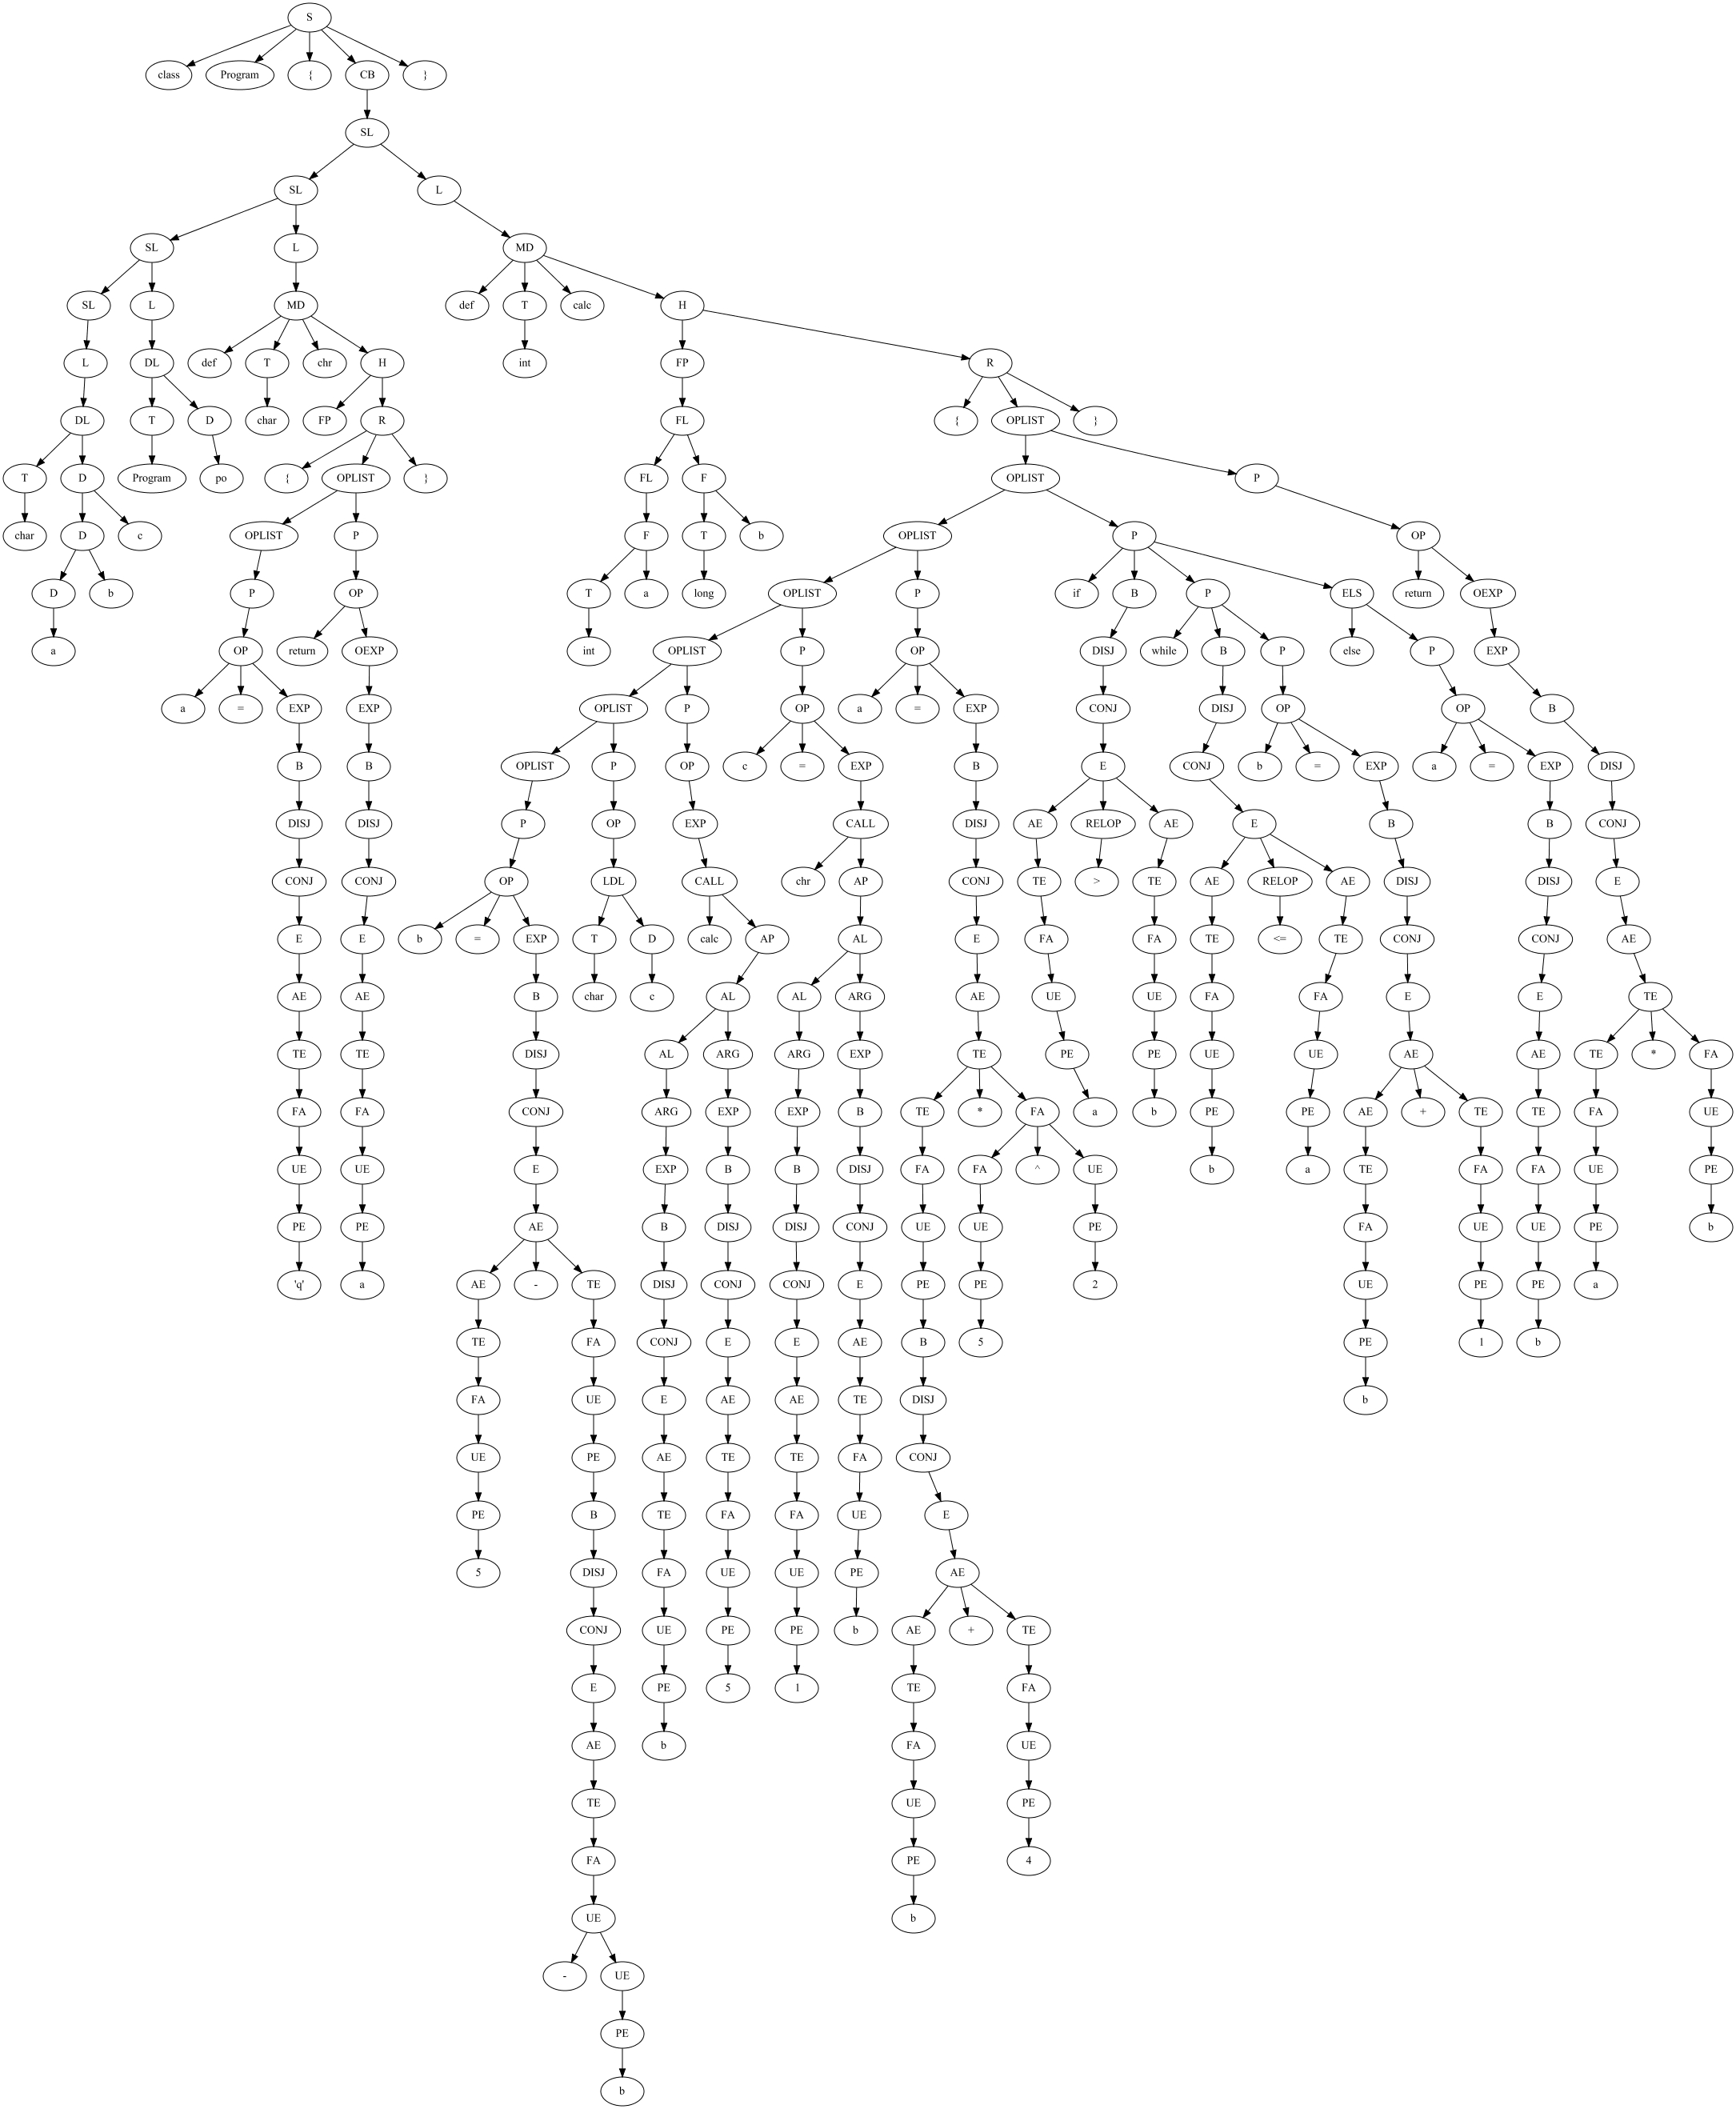 S
class Program { CB }
SL
SL L
SL L MD
SL L MD def T calc H
L DL def T chr H int FP R
DL T D char FP R FL { OPLIST }
T D Program po { OPLIST } FL F OPLIST P
char D c OPLIST P F T b OPLIST P OP
D b P OP T a long OPLIST P if B P ELS return OEXP
a OP return OEXP int OPLIST P OP DISJ while B P else P EXP
a = EXP EXP OPLIST P OP a = EXP CONJ DISJ OP OP B
B B OPLIST P OP c = EXP B E CONJ b = EXP a = EXP DISJ
DISJ DISJ P OP EXP CALL DISJ AE RELOP AE E B B CONJ
CONJ CONJ OP LDL CALL chr AP CONJ TE > TE AE RELOP AE DISJ DISJ E
E E b = EXP T D calc AP AL E FA FA TE <= TE CONJ CONJ AE
AE AE B char c AL AL ARG AE UE UE FA FA E E TE
TE TE DISJ AL ARG ARG EXP TE PE PE UE UE AE AE TE * FA
FA FA CONJ ARG EXP EXP B TE * FA a b PE PE AE + TE TE FA UE
UE UE E EXP B B DISJ FA FA ^ UE b a TE FA FA UE PE
PE PE AE B DISJ DISJ CONJ UE UE PE FA UE UE PE b
'q' a AE - TE DISJ CONJ CONJ E PE PE 2 UE PE PE a
TE FA CONJ E E AE B 5 PE 1 b
FA UE E AE AE TE DISJ b
UE PE AE TE TE FA CONJ
PE B TE FA FA UE E
5 DISJ FA UE UE PE AE
CONJ UE PE PE b AE + TE
E PE 5 1 TE FA
AE b FA UE
TE UE PE
FA PE 4
UE b
- UE
PE
b